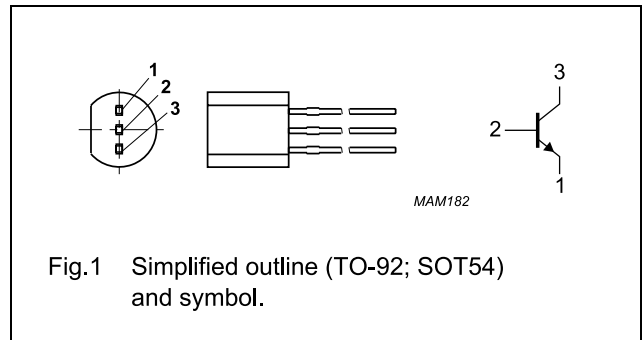 1
2
3
3
2
1
MAM182
Fig.1 Simplified outline (TO-92; SOT54)
and symbol.